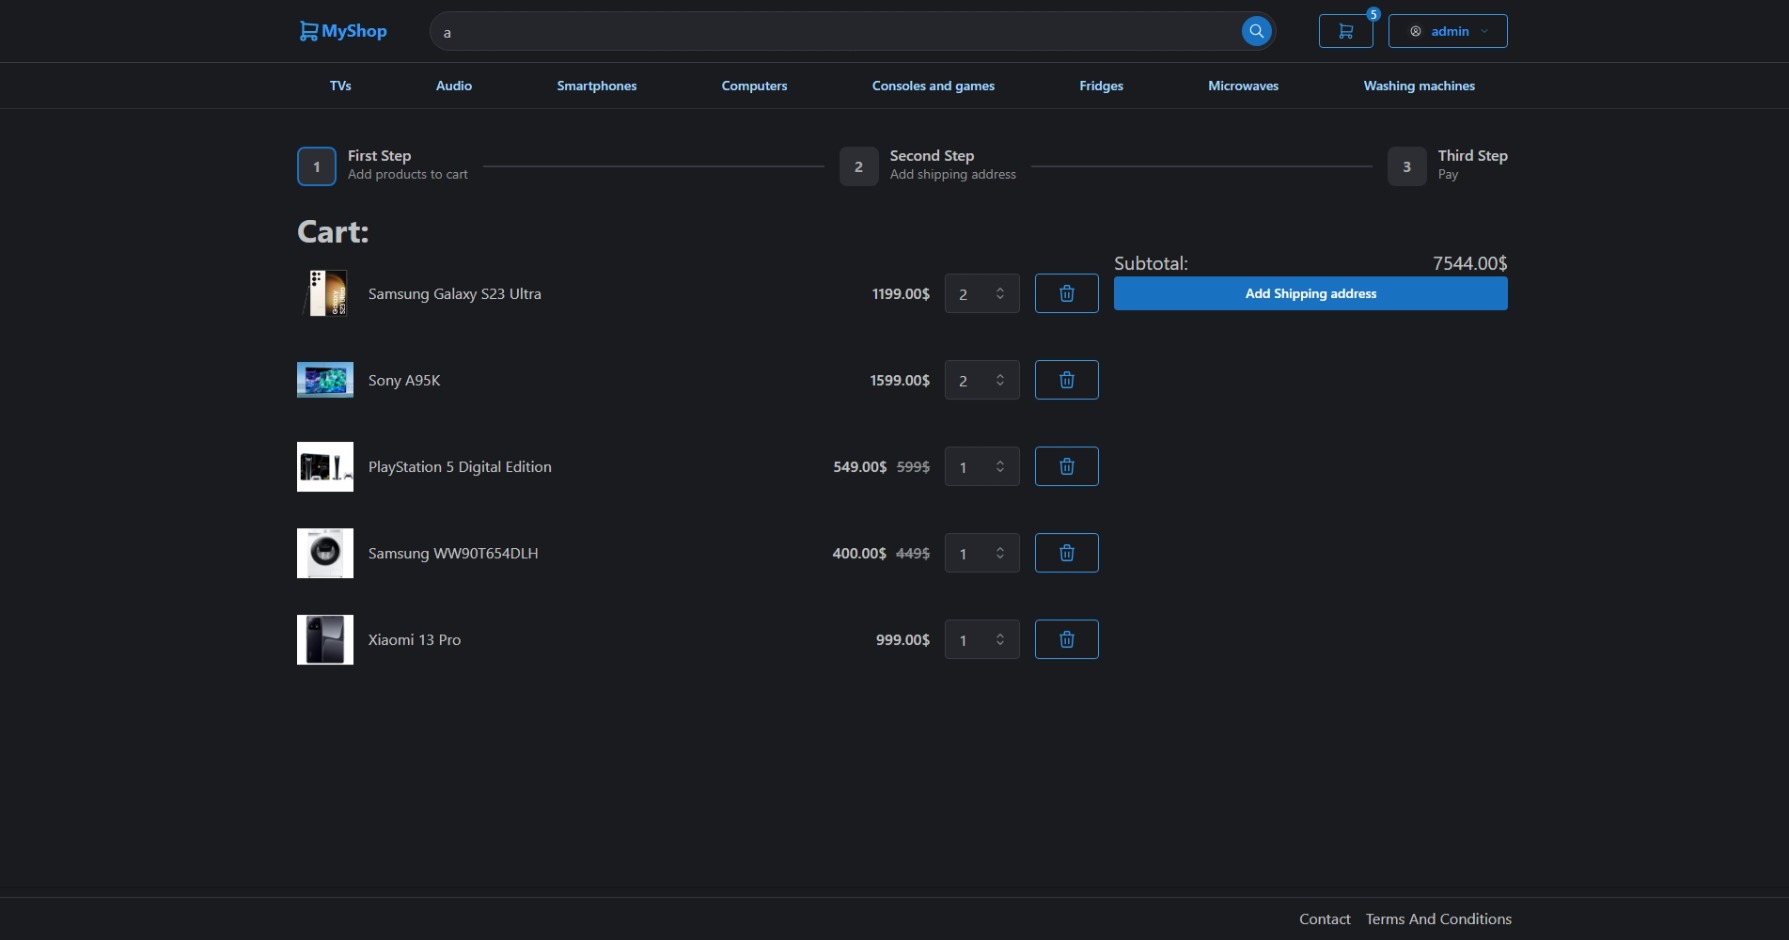 MyShop
a
5
admin
TVs Audio Smartphones Computers Consoles and games Fridges Microwaves Washing machines
1 First Step
Add products to cart
2 Second Step
Add shipping address
3 Third Step
Pay
Cart:
Subtotal: 7544.00$
Add Shipping address
Samsung Galaxy S23 Ultra 1199.00$ 2
Sony A95K 1599.00$ 2
PlayStation 5 Digital Edition 549.00$ 599$ 1
Samsung WW90T654DLH 400.00$ 449$ 1
Xiaomi 13 Pro 999.00$ 1
Contact Terms And Conditions